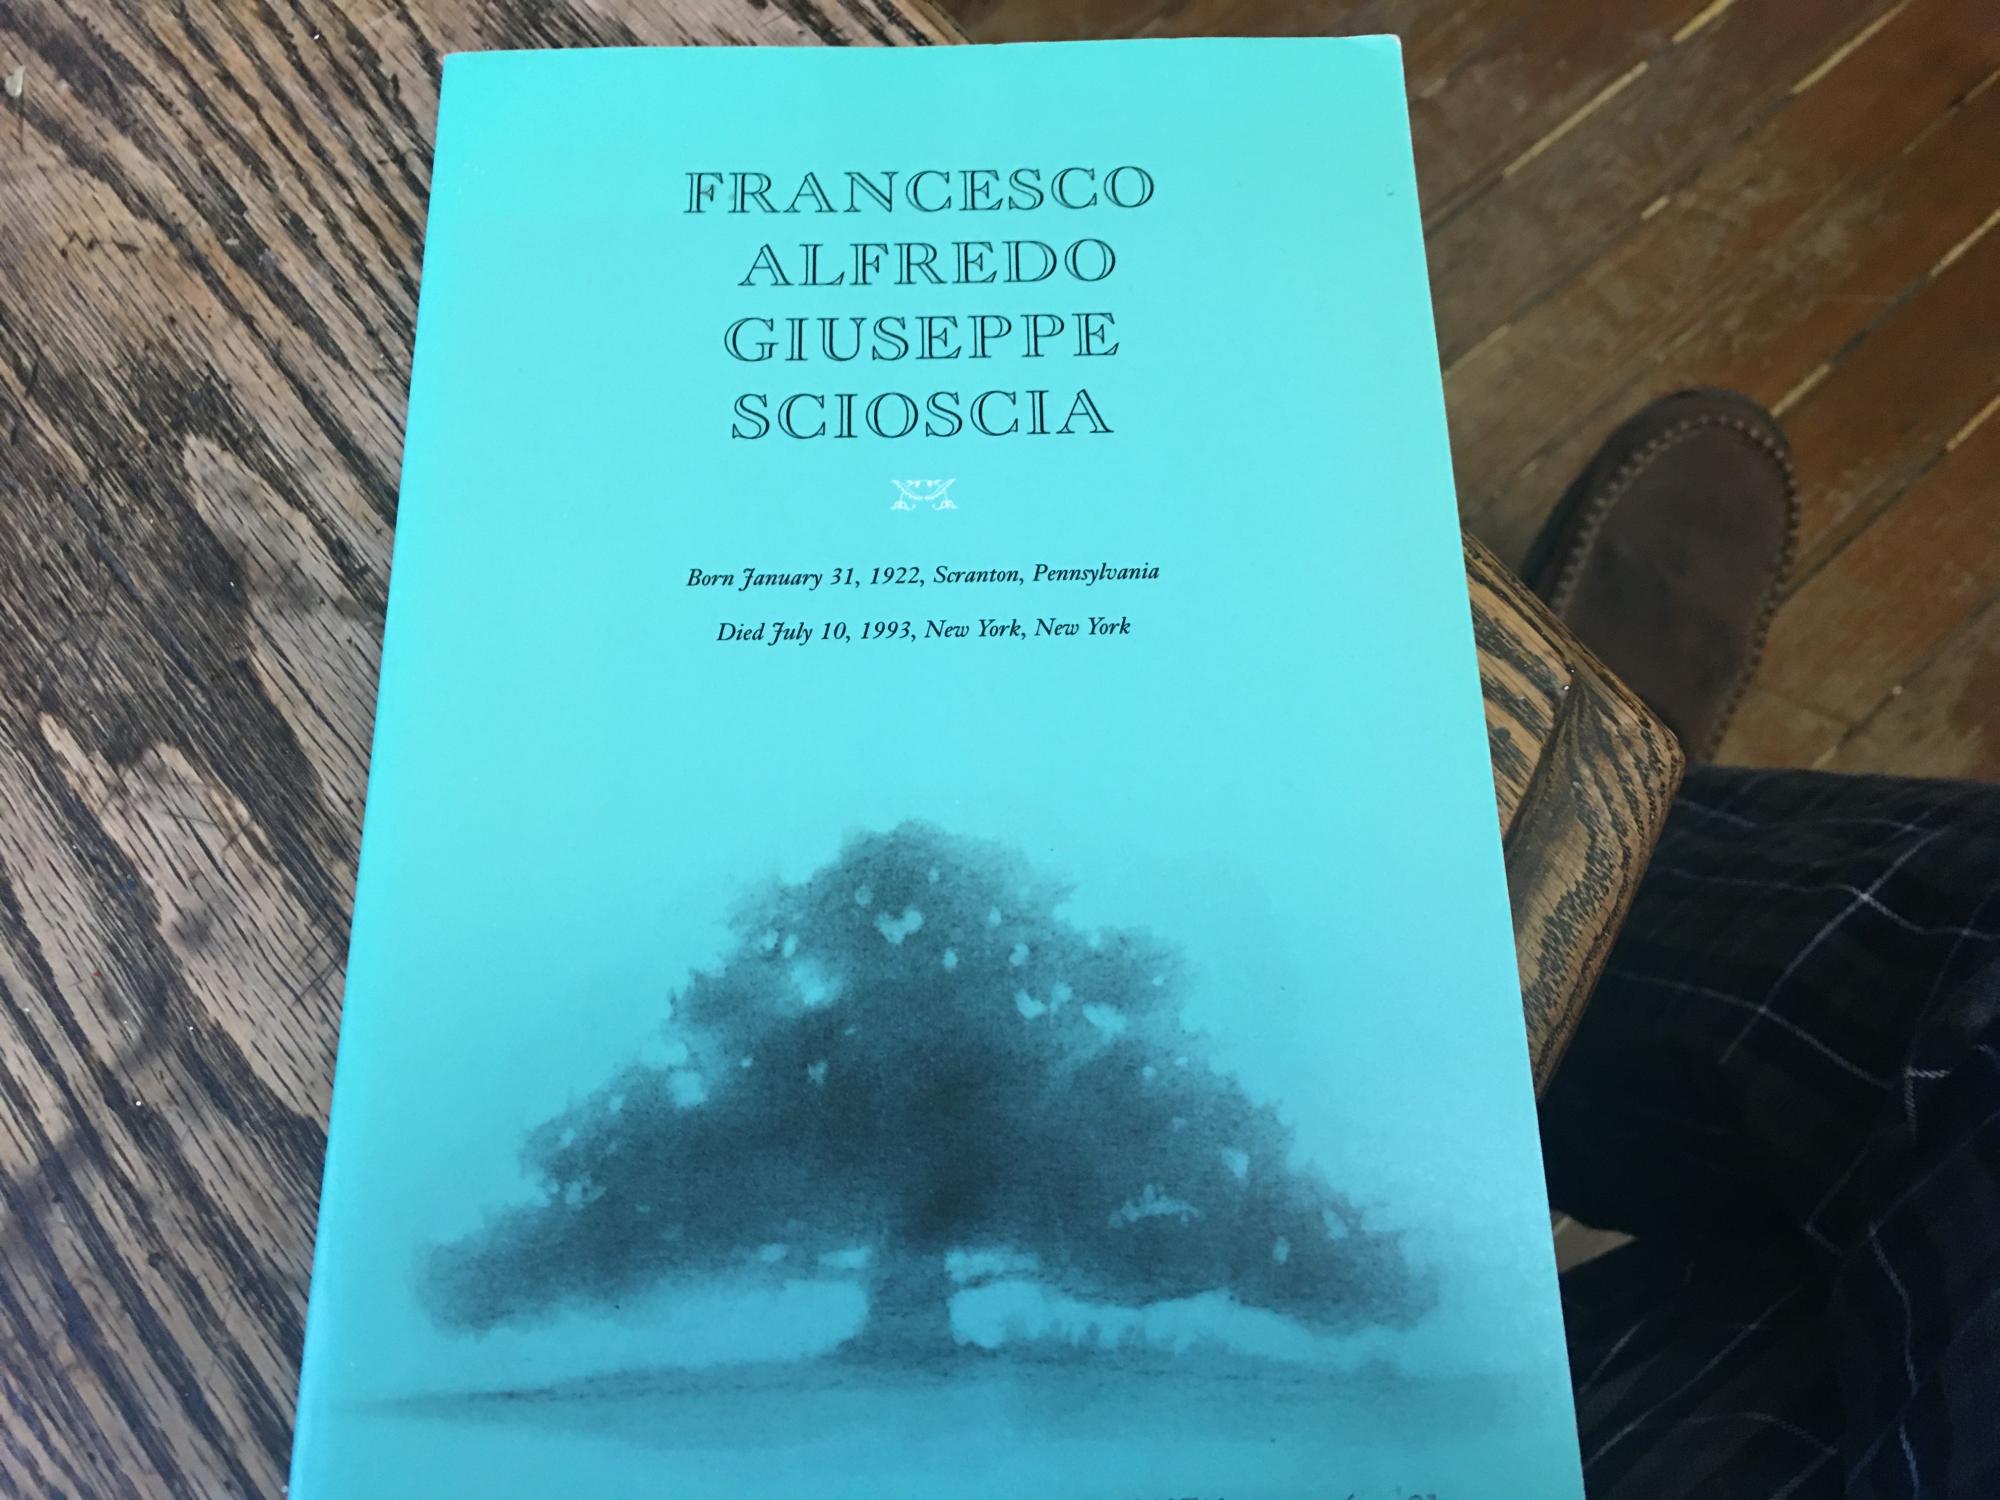 FRANCESCO
ALFREDO
GIUSEPPE
SCIOSCIA
Born January 31, 1922, Scranton, Pennsylvania
Died July 10, 1993, New York, New York